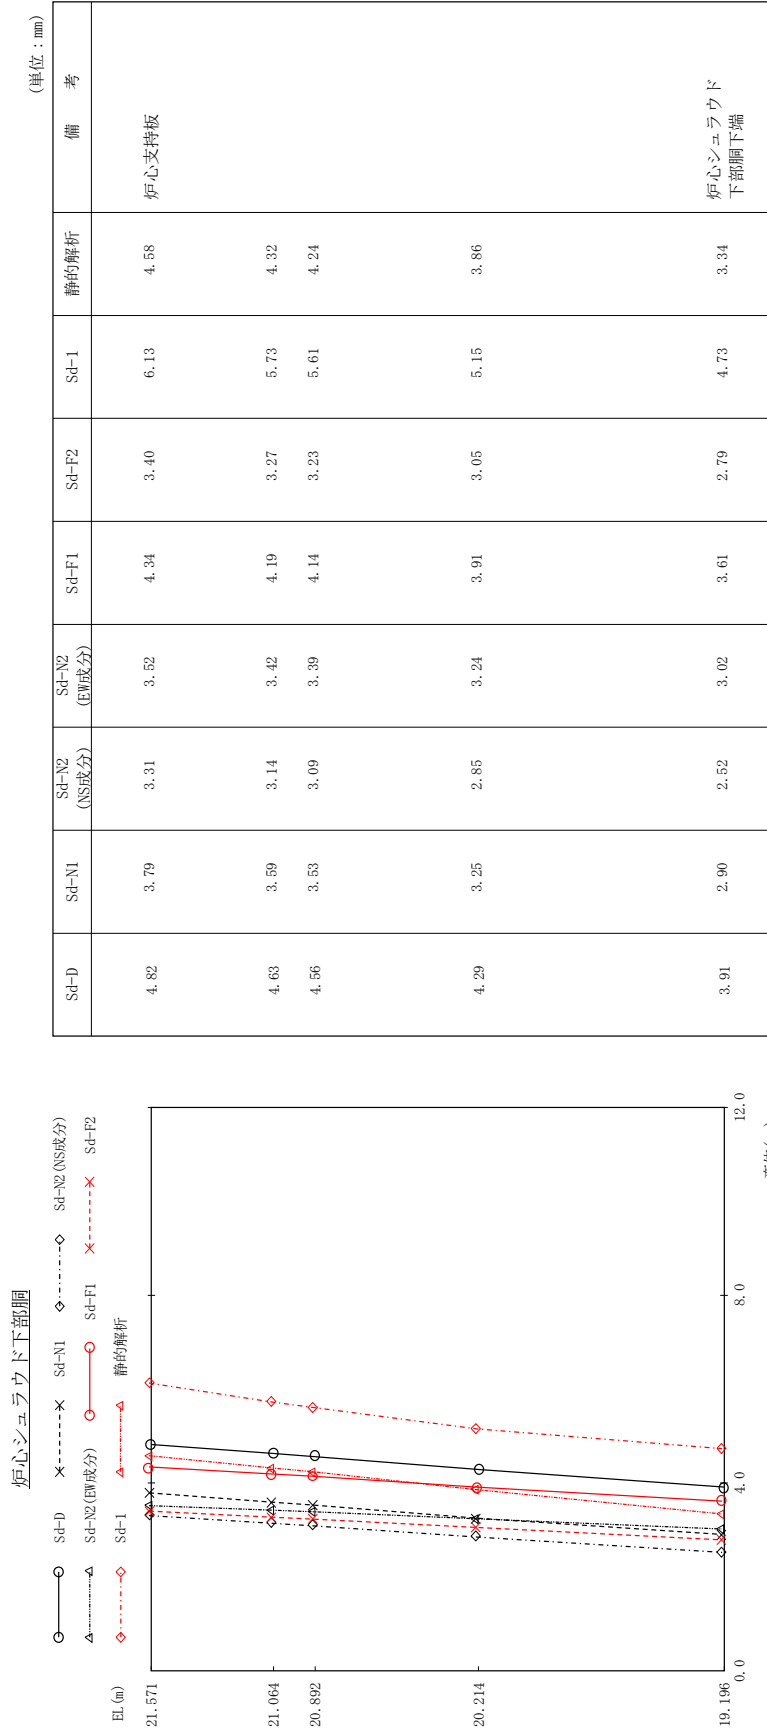 炉心シュラウド下部胴
Sd-D
Sd-N1
Sd-N2(NS成分)
Sd-N2(EW成分)
Sd-F1
Sd-F2
Sd-1
静的解析
EL(m)
21.571
21.064
20.892
20.214
19.196
0.0
4.0
8.0
12.0
(単位：mm)
Sd-D Sd-N1 Sd-N2 Sd-N2 Sd-F1 Sd-F2 Sd-1 静的解析 備 考
(NS成分) (EW成分)
4.82 3.79 3.31 3.52 4.34 3.40 6.13 4.58 炉心支持板
4.63 3.59 3.14 3.42 4.19 3.27 5.73 4.32
4.56 3.53 3.09 3.39 4.14 3.23 5.61 4.24
4.29 3.25 2.85 3.24 3.91 3.05 5.15 3.86
3.91 2.90 2.52 3.02 3.61 2.79 4.73 3.34 炉心シュラウド
下部胴下端